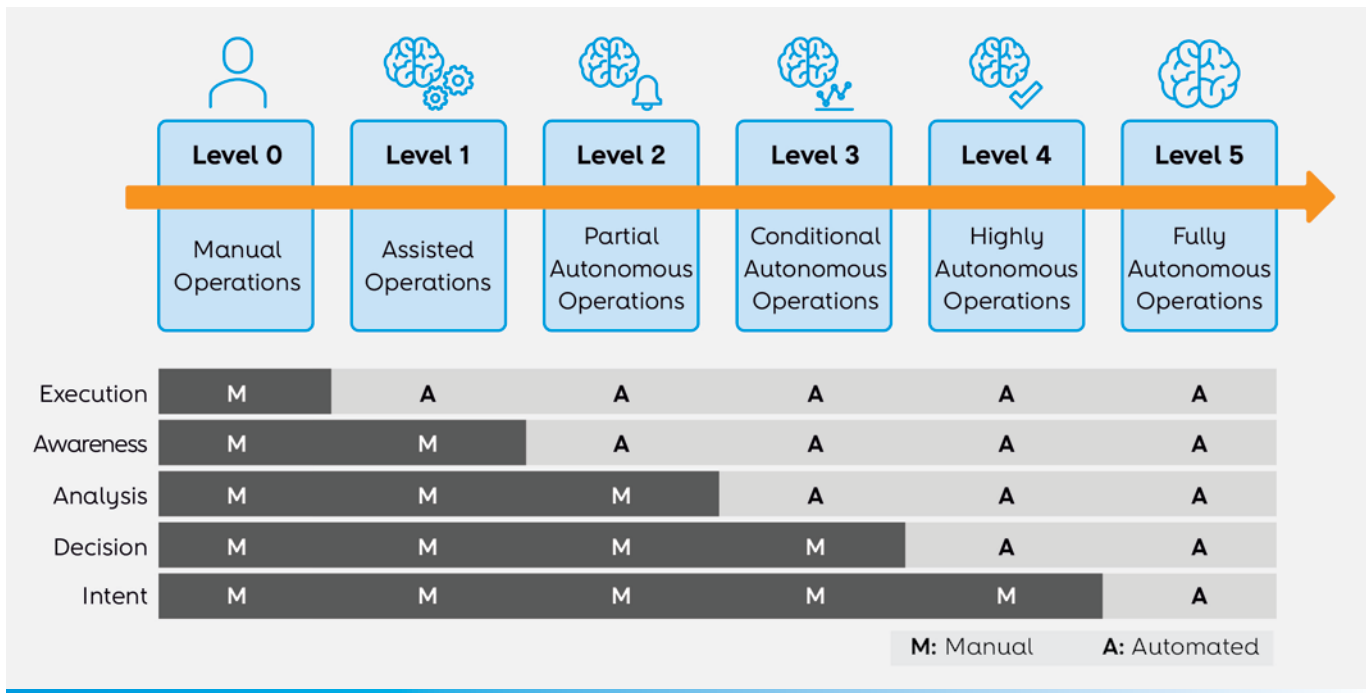 Level 0 Level 1 Level 2 Level 3 Level 4 Level 5
Manual
Operations
Assisted
Operations
Partial
Autonomous
Operations
Conditional
Autonomous
Operations
Highly
Autonomous
Operations
Fully
Autonomous
Operations
Execution M A A A A A
Awareness M M A A A A
Analysis M M M A A A
Decision M M M M A A
Intent M M M M M A
M: Manual A: Automated